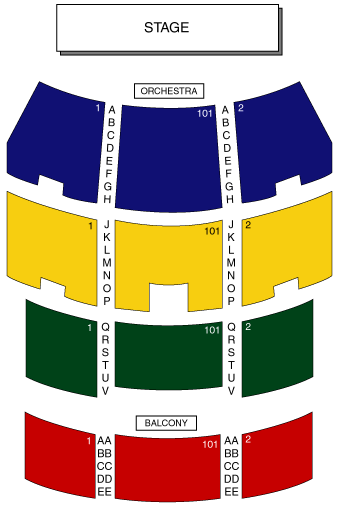 STAGE
ORCHESTRA
1 A 101 A 2
B B
C C
D D
E E
F F
G G
H H
1 J 101 J 2
K K
L L
M M
N N
O O
P P
1 Q 101 Q 2
R R
S S
T T
U U
V V
BALCONY
1 AA 101 AA 2
BB BB
CC CC
DD DD
EE EE